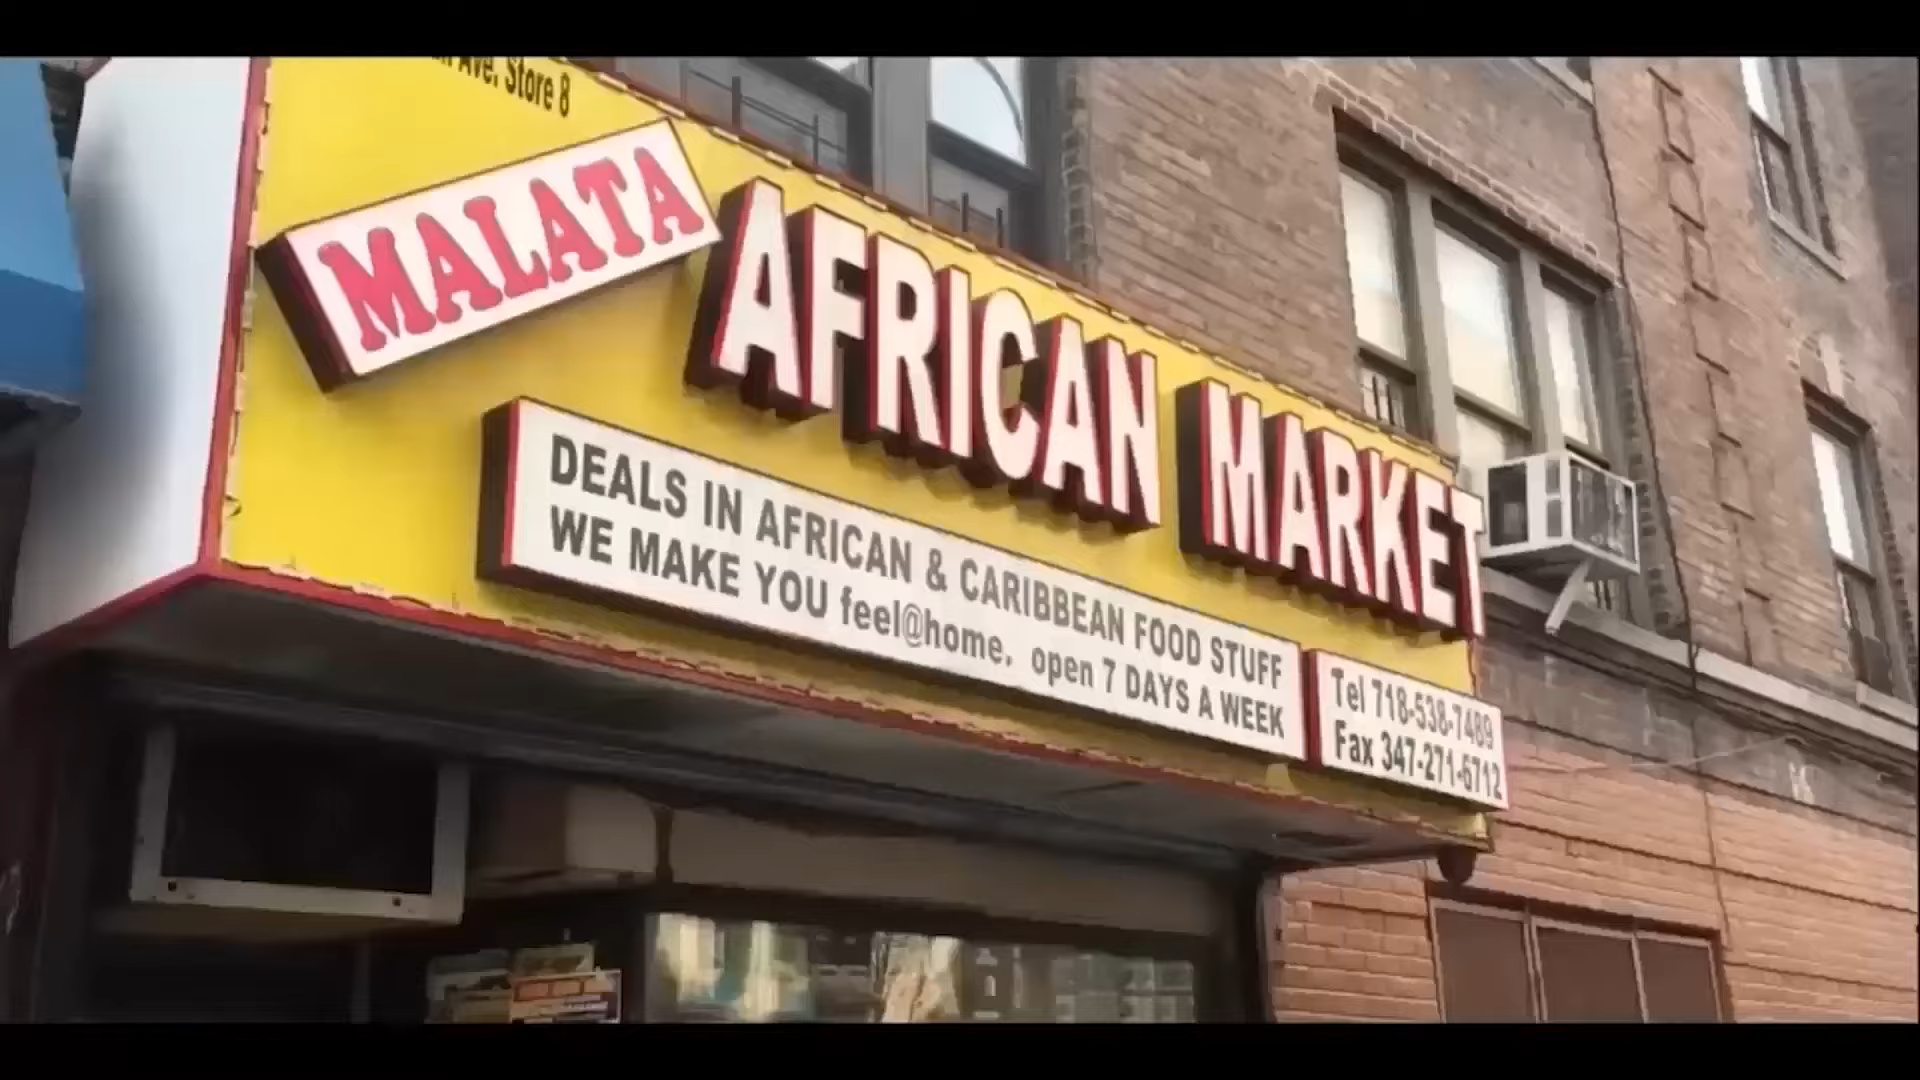 Ave. Store 8
MALATA
AFRICAN MARKET
DEALS IN AFRICAN & CARIBBEAN FOOD STUFF
WE MAKE YOU feel@home. open 7 DAYS A WEEK
Tel 718-538-7489
Fax 347-271-6712